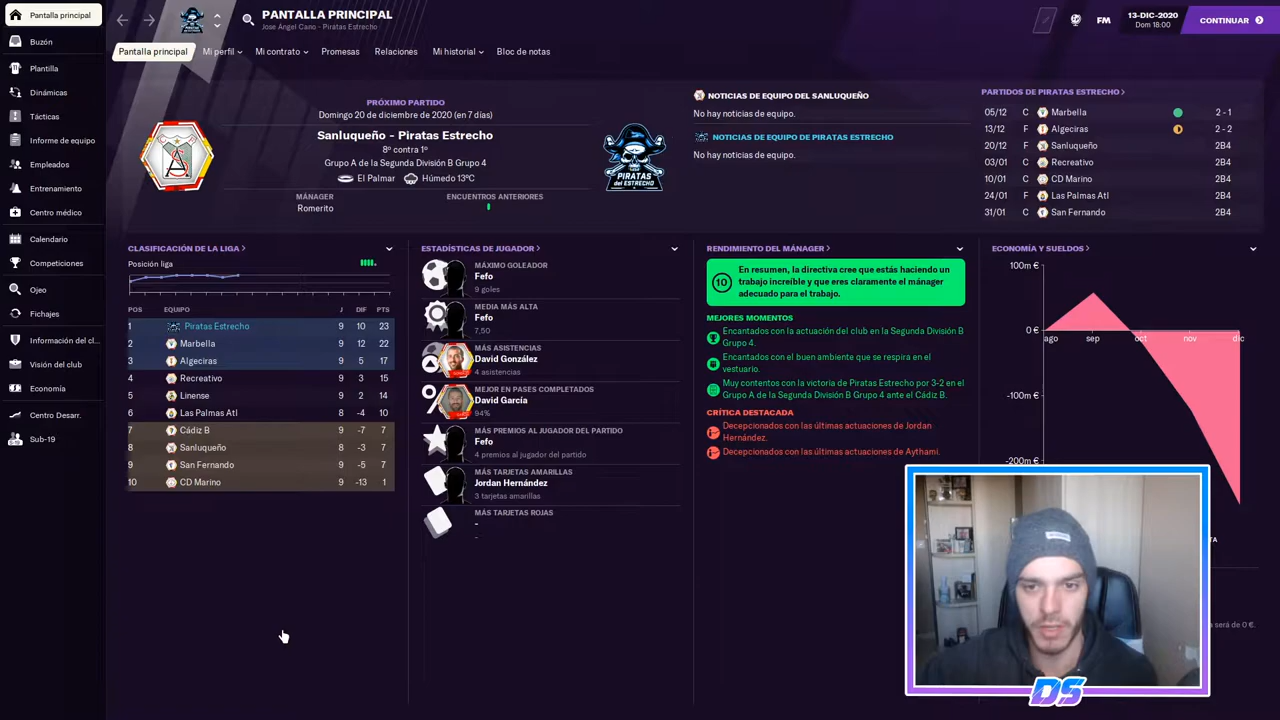 Pantalla principal
Buzón
Plantilla
Dinámicas
Tácticas
Informe de equipo
Empleados
Entrenamiento
Centro médico
Calendario
Competiciones
Ojeo
Fichajes
Información del cl...
Visión del club
Economía
Centro Desarr.
Sub-19
PANTALLA PRINCIPAL
Jose Ángel Cano - Piratas Estrecho
FM
13-DIC-2020
Dom 18:00
CONTINUAR
Pantalla principal
Mi perfil
Mi contrato
Promesas
Relaciones
Mi historial
Bloc de notas
PRÓXIMO PARTIDO
Domingo 20 de diciembre de 2020 (en 7 días)
Sanluqueño - Piratas Estrecho
8º contra 1º
Grupo A de la Segunda División B Grupo 4
El Palmar
Húmedo 13ºC
MÁNAGER
Romerito
ENCUENTROS ANTERIORES
PIRATAS
del ESTRECHO
NOTICIAS DE EQUIPO DEL SANLUQUEÑO
No hay noticias de equipo.
NOTICIAS DE EQUIPO DE PIRATAS ESTRECHO
No hay noticias de equipo.
PARTIDOS DE PIRATAS ESTRECHO
05/12 C Marbella 2 - 1
13/12 F Algeciras 2 - 2
20/12 F Sanluqueño 2B4
03/01 C Recreativo 2B4
10/01 C CD Marino 2B4
24/01 F Las Palmas Atl 2B4
31/01 C San Fernando 2B4
CLASIFICACIÓN DE LA LIGA
Posición liga
POS EQUIPO J DIF PTS
1 Piratas Estrecho 9 10 23
2 Marbella 9 12 22
3 Algeciras 9 5 17
4 Recreativo 9 3 15
5 Linense 9 2 14
6 Las Palmas Atl 8 -4 10
7 Cádiz B 9 -7 7
8 Sanluqueño 8 -3 7
9 San Fernando 9 -5 7
10 CD Marino 9 -13 1
ESTADÍSTICAS DE JUGADOR
MÁXIMO GOLEADOR
Fefo
9 goles
MEDIA MÁS ALTA
Fefo
7,50
MÁS ASISTENCIAS
David González
4 asistencias
MEJOR EN PASES COMPLETADOS
David García
94%
MÁS PREMIOS AL JUGADOR DEL PARTIDO
Fefo
4 premios al jugador del partido
MÁS TARJETAS AMARILLAS
Jordan Hernández
3 tarjetas amarillas
MÁS TARJETAS ROJAS
-
-
RENDIMIENTO DEL MÁNAGER
10
En resumen, la directiva cree que estás haciendo un
trabajo increíble y que eres claramente el mánager
adecuado para el trabajo.
MEJORES MOMENTOS
Encantados con la actuación del club en la Segunda División B
Grupo 4.
Encantados con el buen ambiente que se respira en el
vestuario.
Muy contentos con la victoria de Piratas Estrecho por 3-2 en el
Grupo A de la Segunda División B Grupo 4 ante el Cádiz B.
CRÍTICA DESTACADA
Decepcionados con las últimas actuaciones de Jordan
Hernández.
Decepcionados con las últimas actuaciones de Aythami.
ECONOMÍA Y SUELDOS
100m €
0 €
-100m €
-200m €
ago sep oct nov dic
TA
será de 0 €.
DS